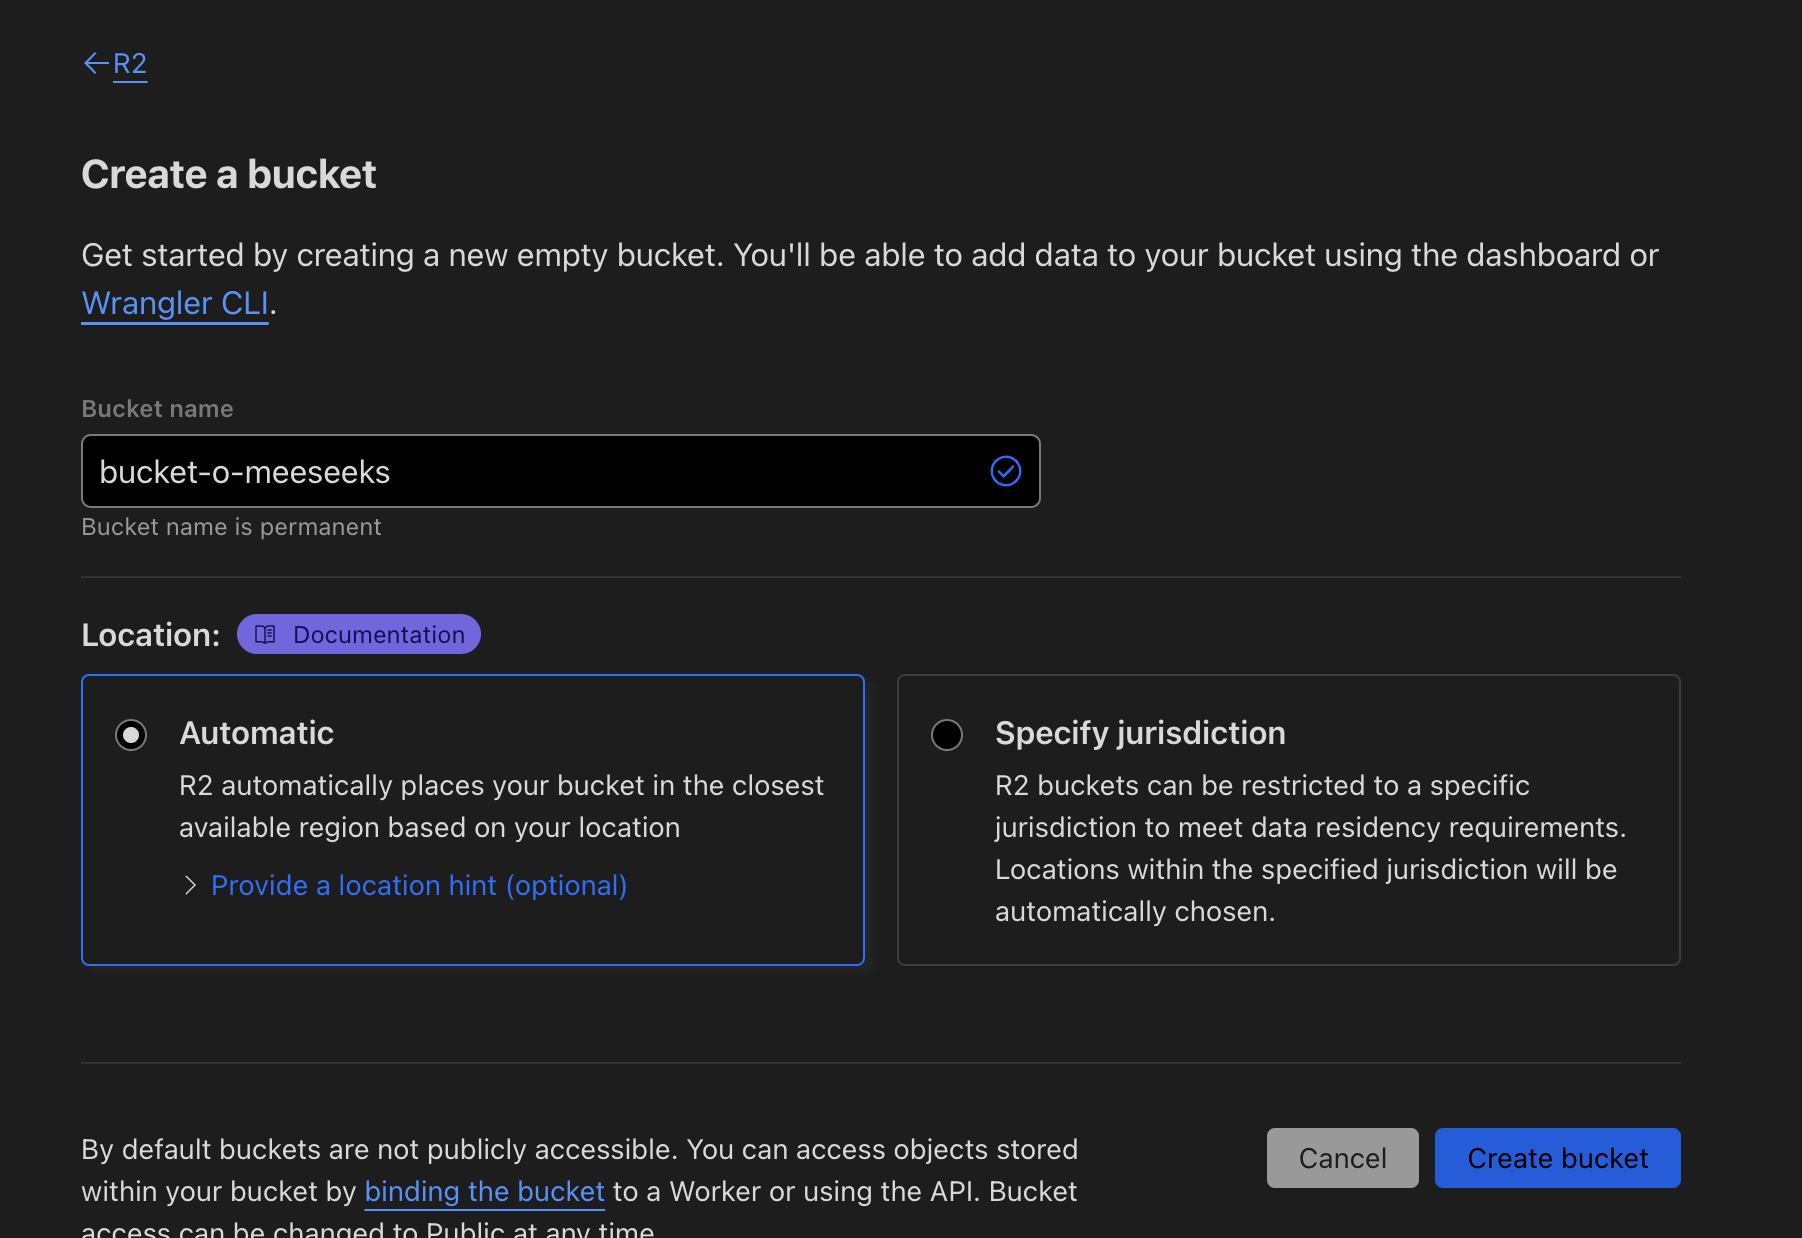 R2
Create a bucket
Get started by creating a new empty bucket. You'll be able to add data to your bucket using the dashboard or
Wrangler CLI.
Bucket name
bucket-o-meeseeks
Bucket name is permanent
Location:
Documentation
Automatic
R2 automatically places your bucket in the closest
available region based on your location
Provide a location hint (optional)
Specify jurisdiction
R2 buckets can be restricted to a specific
jurisdiction to meet data residency requirements.
Locations within the specified jurisdiction will be
automatically chosen.
By default buckets are not publicly accessible. You can access objects stored
within your bucket by binding the bucket to a Worker or using the API. Bucket
access can be changed to Public at any time
Cancel
Create bucket